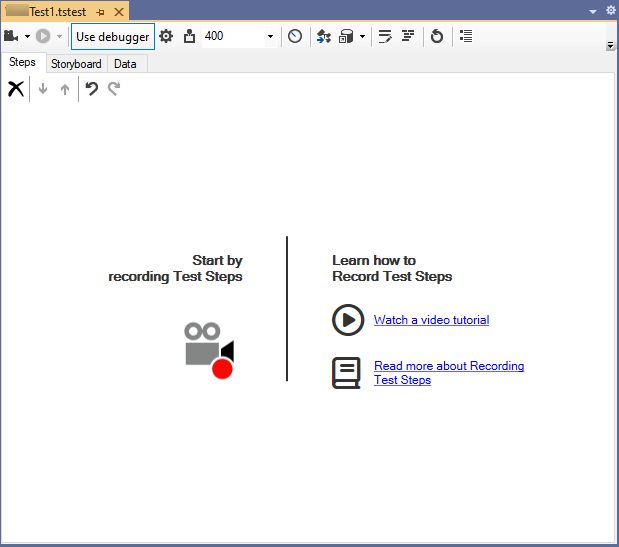 Test1.tstest
Use debugger
400
Steps
Storyboard
Data
Start by
recording Test Steps
Learn how to
Record Test Steps
Watch a video tutorial
Read more about Recording
Test Steps